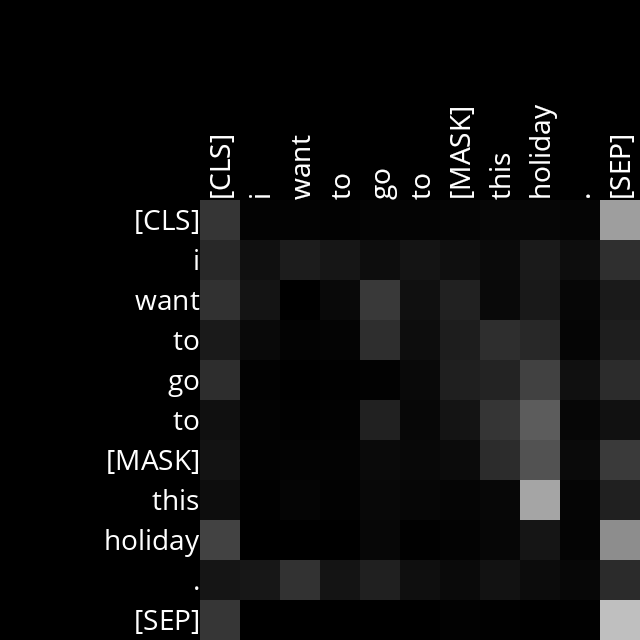 [CLS] i want to go to [MASK] this holiday . [SEP]
[CLS]
i
want
to
go
to
[MASK]
this
holiday
.
[SEP]